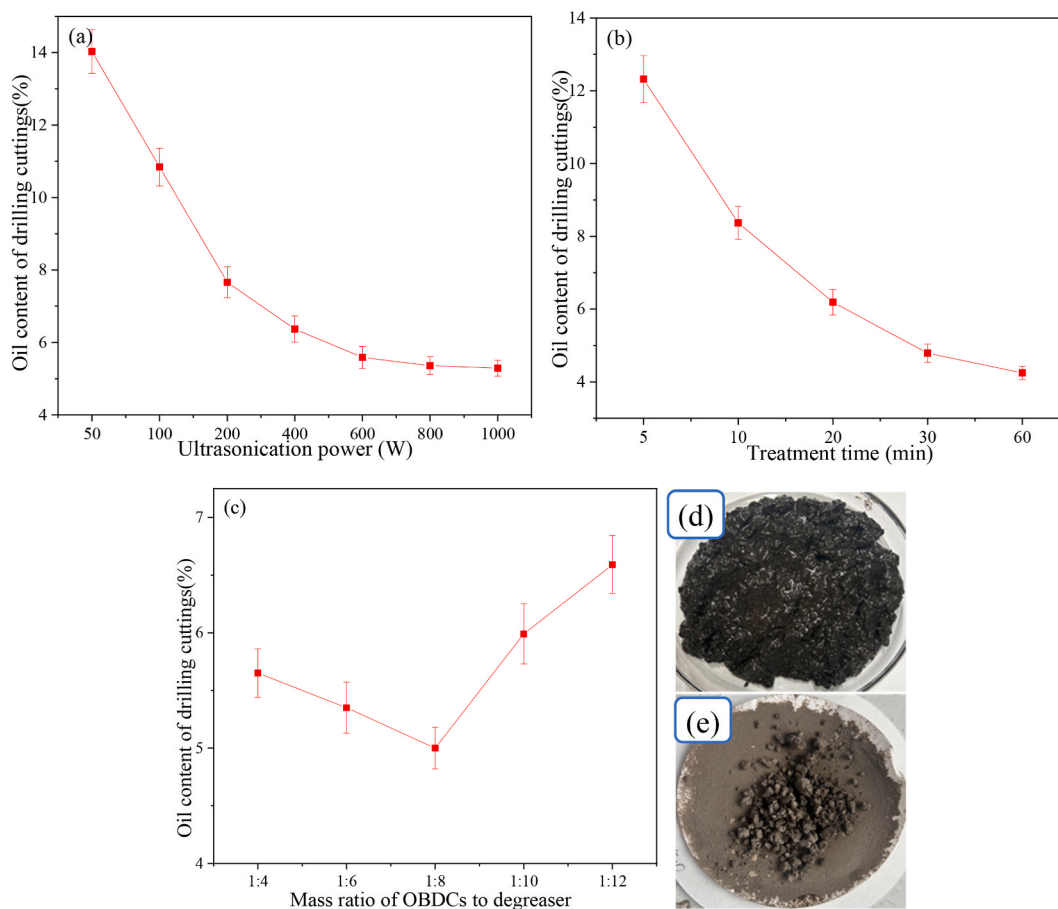 (a)
Oil content of drilling cuttings(%)
14
12
10
8
6
4
50 100 200 400 600 800 1000
Ultrasonication power (W)
(b)
Oil content of drilling cuttings(%)
14
12
10
8
6
4
5 10 20 30 60
Treatment time (min)
(c)
Oil content of drilling cuttings(%)
7
6
5
4
1:4 1:6 1:8 1:10 1:12
Mass ratio of OBDCs to degreaser
(d)
(e)